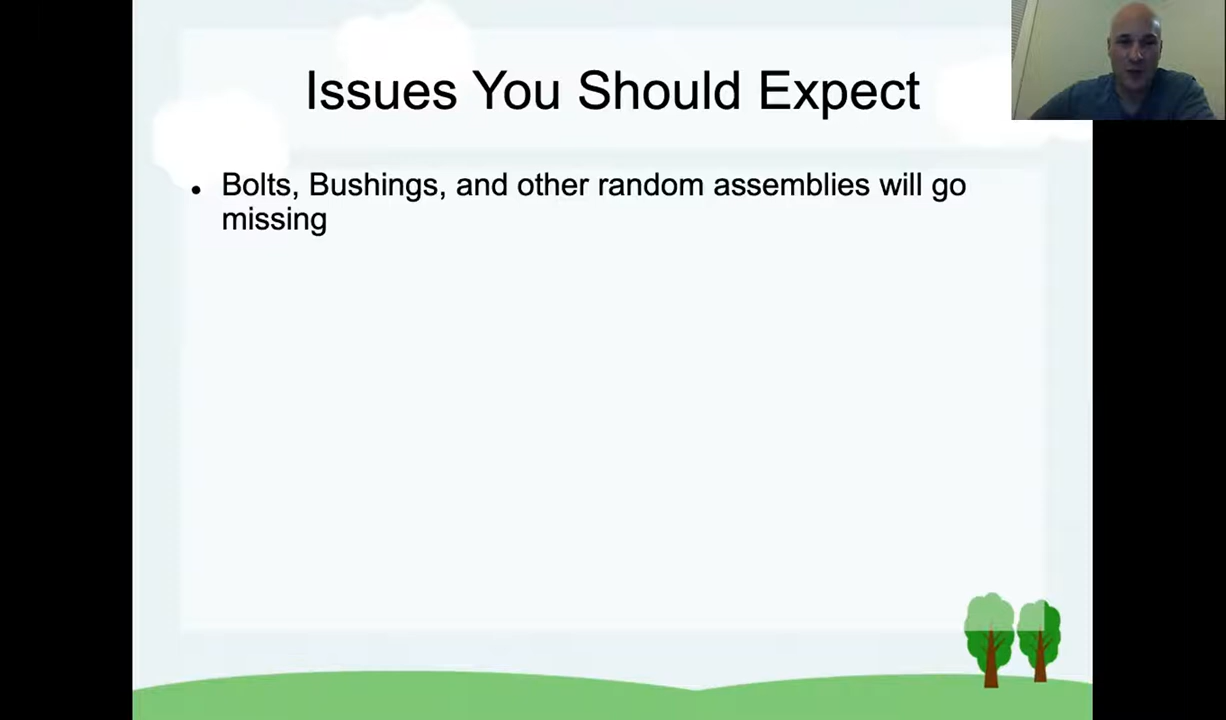 Issues You Should Expect
• Bolts, Bushings, and other random assemblies will go
missing